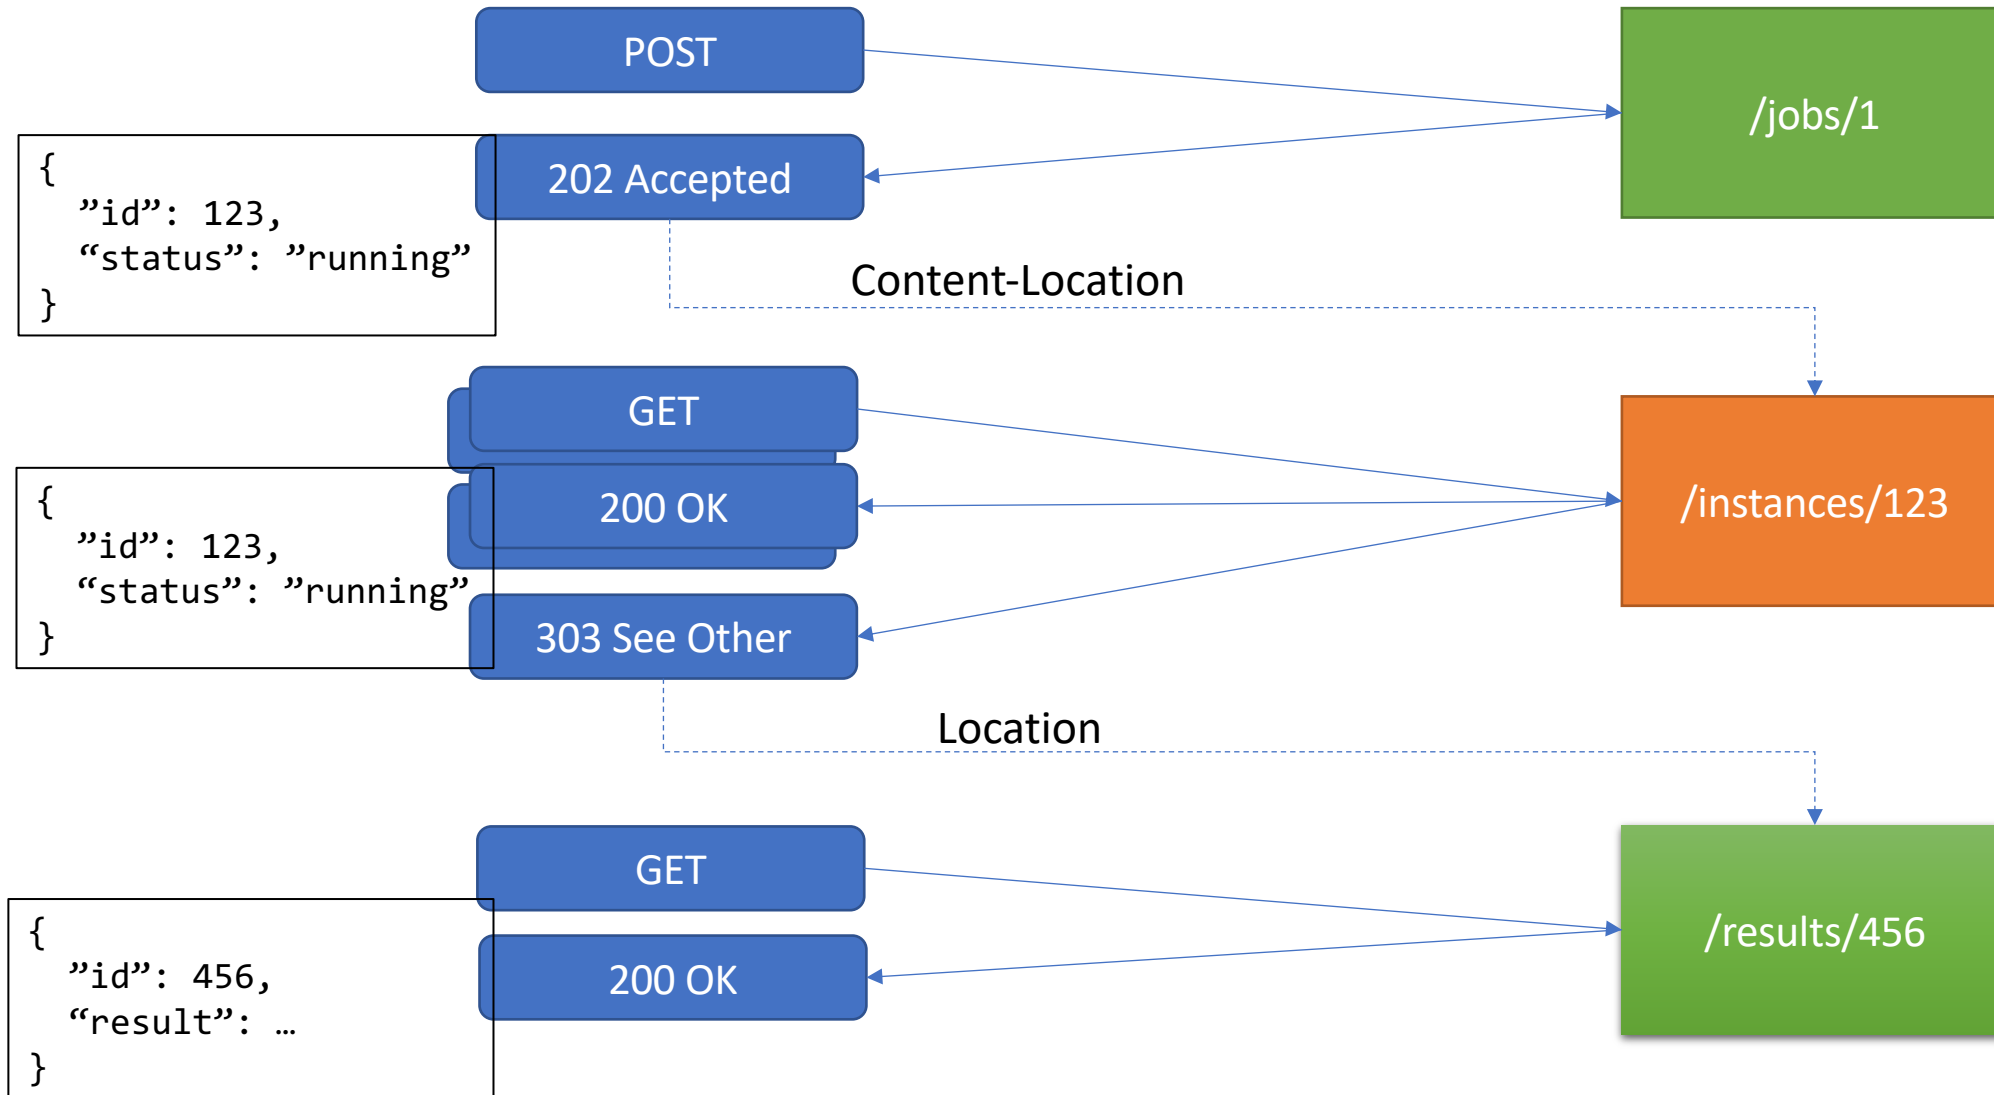 POST
/jobs/1
202 Accepted
{
”id”: 123,
“status”: ”running”
}
Content-Location
GET
200 OK
/instances/123
{
”id”: 123,
“status”: ”running”
}
303 See Other
Location
GET
/results/456
200 OK
{
”id”: 456,
“result”: …
}